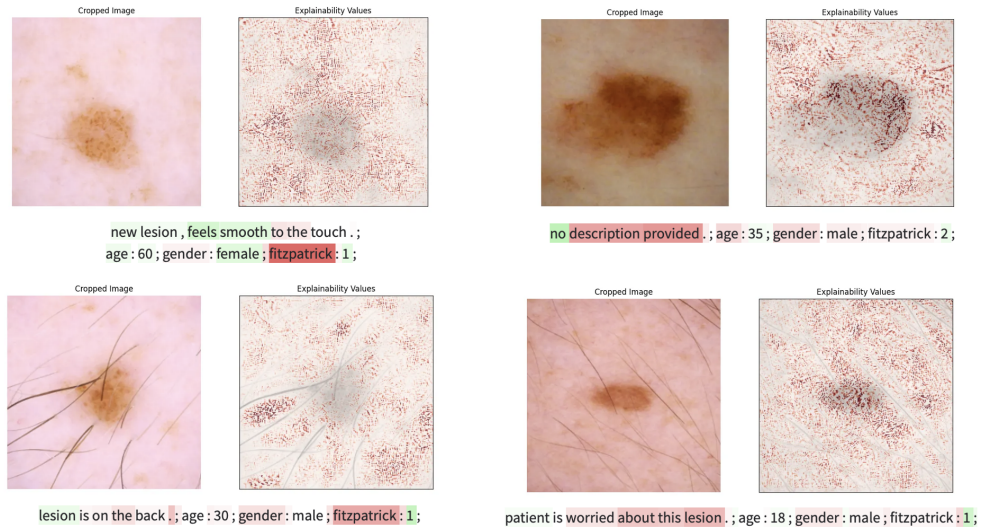 Cropped Image
Explainability Values
new lesion , feels smooth to the touch . ;
age : 60 ; gender : female ; fitzpatrick : 1 ;
Cropped Image
Explainability Values
no description provided . ; age : 35 ; gender : male ; fitzpatrick : 2 ;
Cropped Image
Explainability Values
lesion is on the back . ; age : 30 ; gender : male ; fitzpatrick : 1 ;
Cropped Image
Explainability Values
patient is worried about this lesion . ; age : 18 ; gender : male ; fitzpatrick : 1 ;